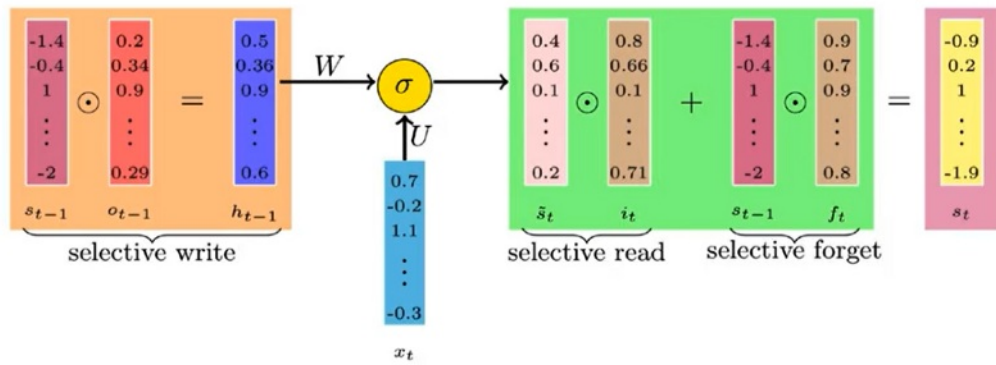 -1.4 0.2 0.5 0.4 0.8 -1.4 0.9 -0.9
-0.4 0.34 0.36 W 0.6 0.66 -0.4 0.7 0.2
1 ⊙ 0.9 = 0.9 σ 0.1 ⊙ 0.1 + 1 ⊙ 0.9 = 1
⋮ ⋮ ⋮ U ⋮ ⋮ ⋮ ⋮ ⋮
-2 0.29 0.6 0.2 0.71 -2 0.8 -1.9
s_{t-1} o_{t-1} h_{t-1} s̃_t i_t s_{t-1} f_t s_t
selective write selective read selective forget
0.7
-0.2
1.1
⋮
-0.3
x_t